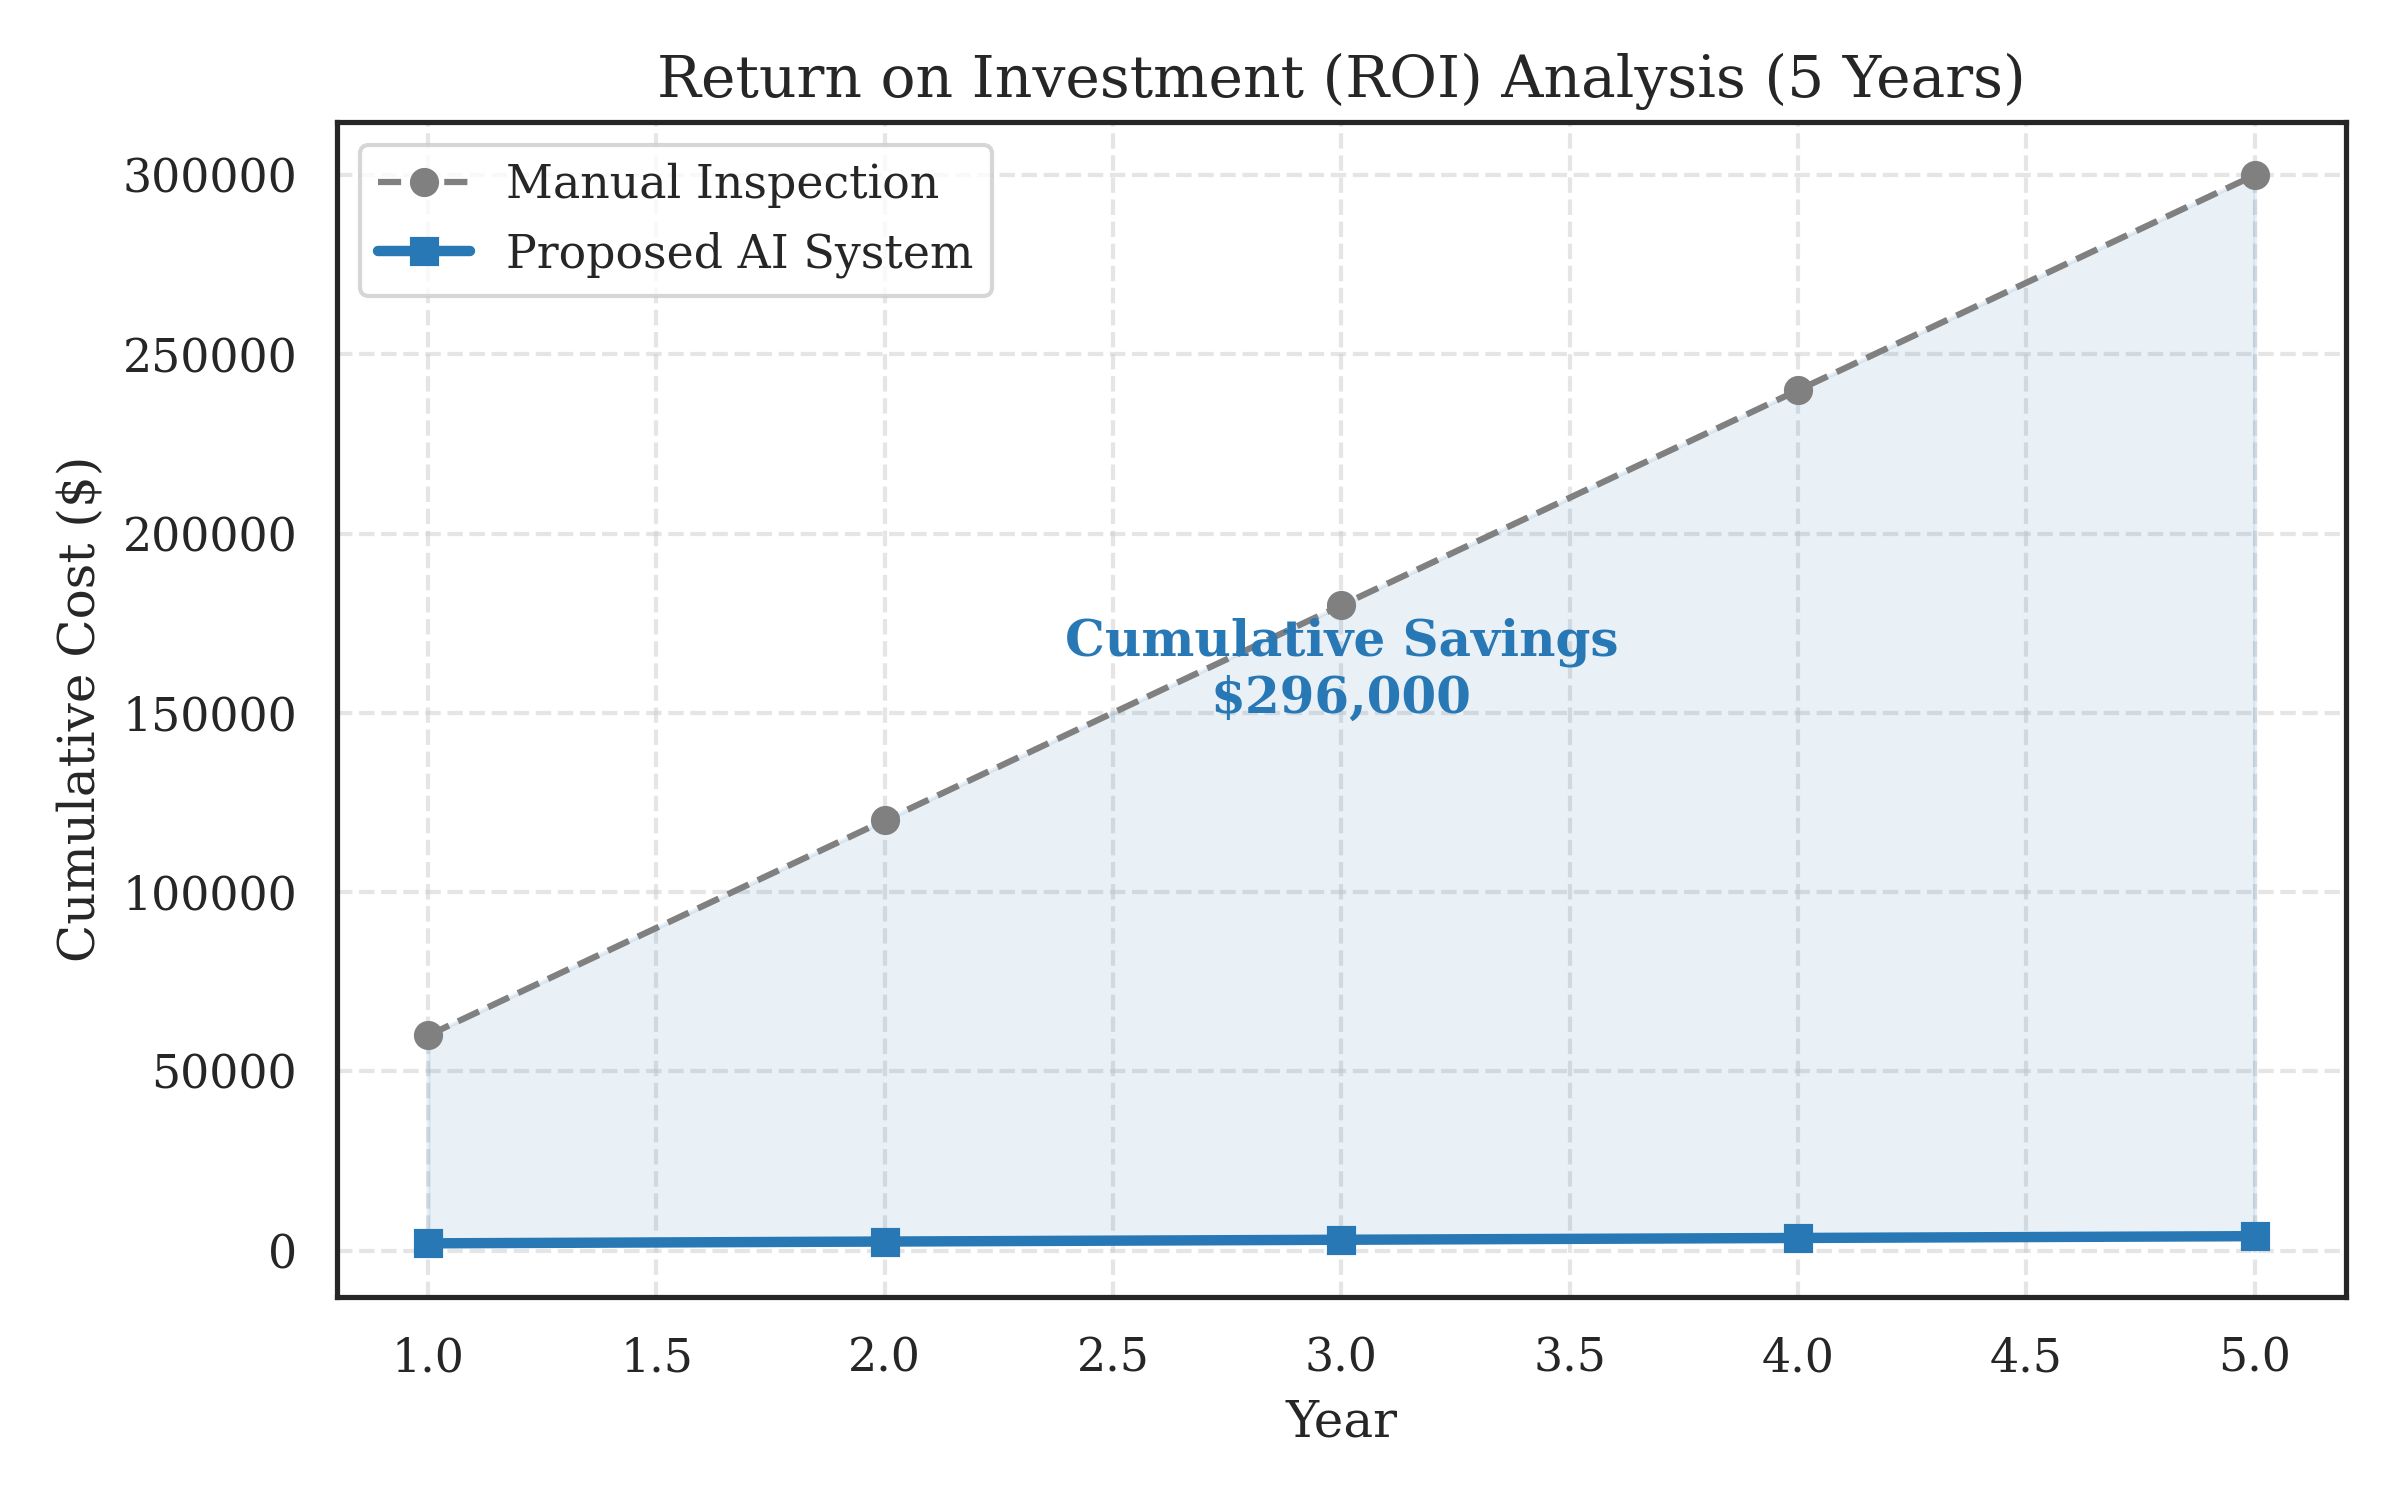 Return on Investment (ROI) Analysis (5 Years)
Manual Inspection
Proposed AI System
Cumulative Cost ($)
300000
250000
200000
150000
100000
50000
0
Cumulative Savings
$296,000
1.0 1.5 2.0 2.5 3.0 3.5 4.0 4.5 5.0
Year